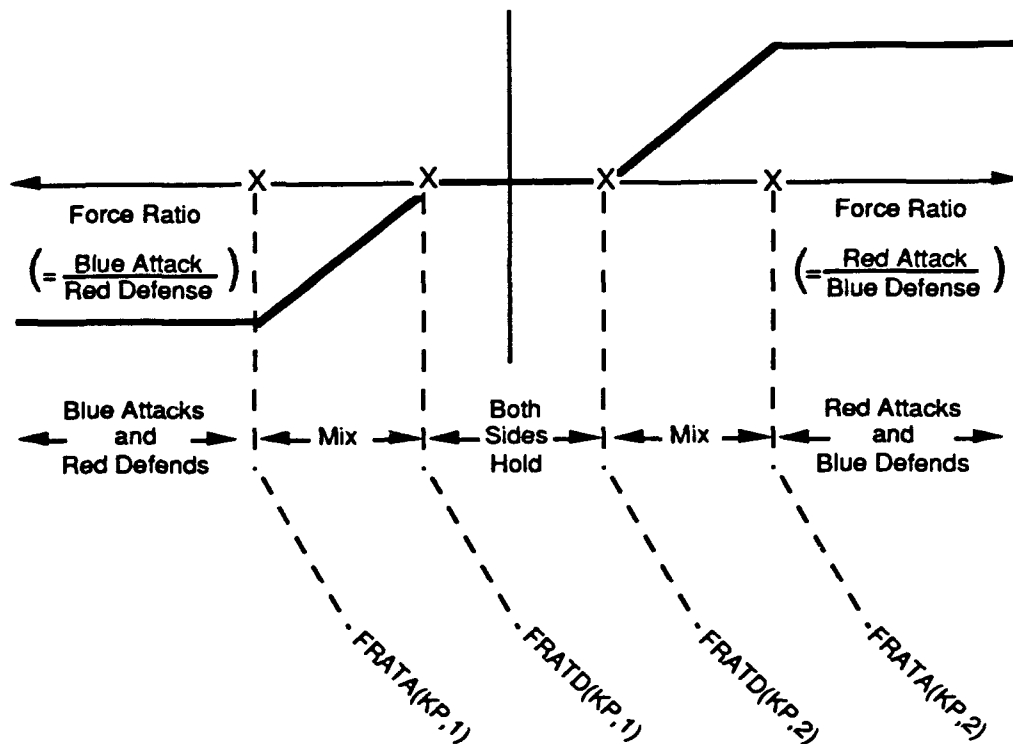 X X X X
Force Ratio
(= Blue Attack
Red Defense )
Force Ratio
(= Red Attack
Blue Defense )
Blue Attacks
and
Red Defends
Mix
Both
Sides
Hold
Mix
Red Attacks
and
Blue Defends
FRATA(KP,1)
FRATD(KP,1)
FRATD(KP,2)
FRATA(KP,2)